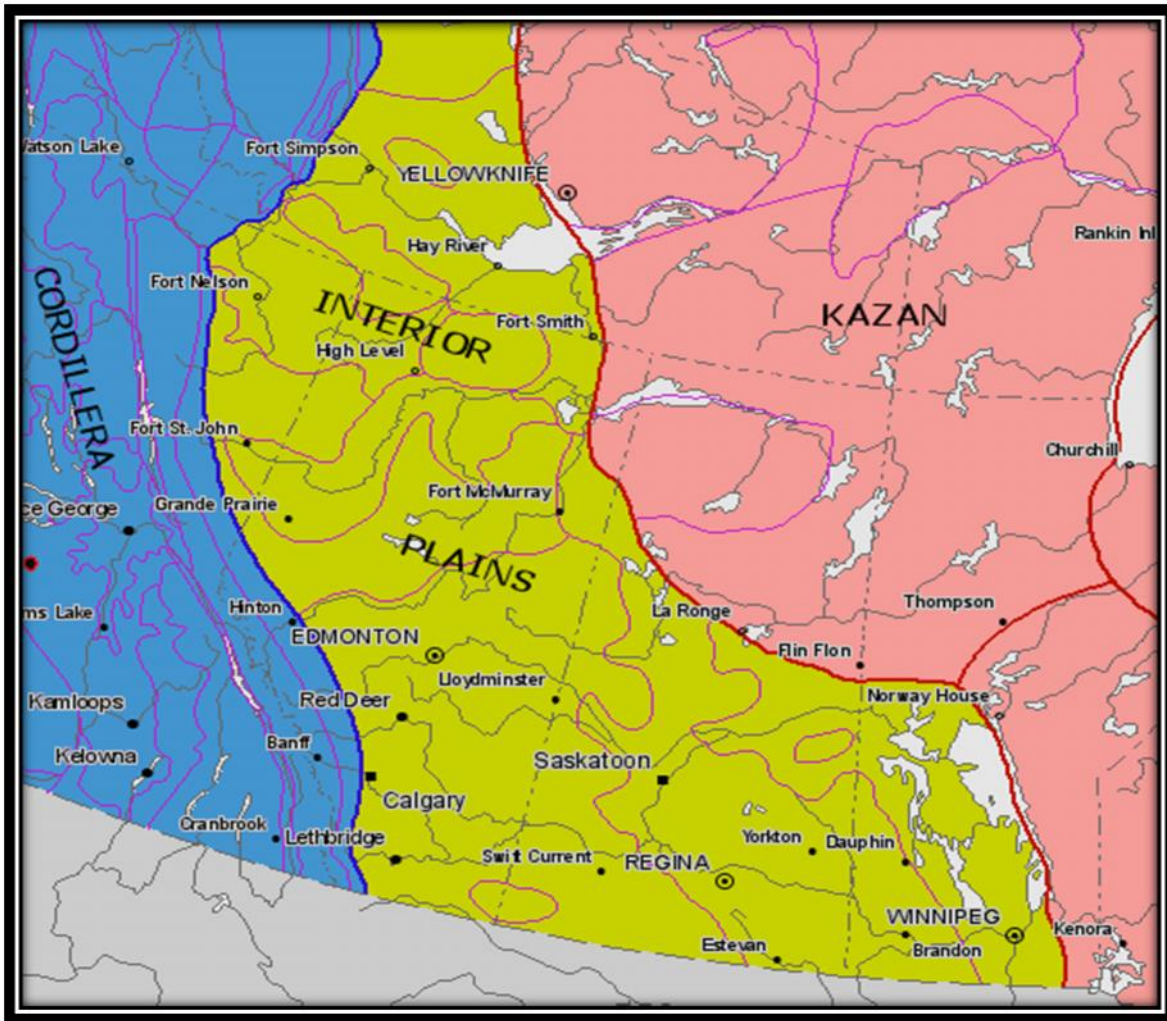 Watson Lake
Fort Simpson
YELLOWKNIFE
Hay River
Rankin Inl
Fort Nelson
CORDILLERA
INTERIOR
KAZAN
Fort Smith
High Level
Fort St. John
Churchill
Grande Prairie
Fort McMurray
ce George
PLAINS
ms Lake
Hinton
La Ronge
Thompson
EDMONTON
Flin Flon
Lloydminster
Norway House
Kamloops
Red Deer
Banff
Kelowna
Saskatoon
Calgary
Cranbrook
Lethbridge
Yorkton
Dauphin
Swift Current
REGINA
WINNIPEG
Kenora
Estevan
Brandon